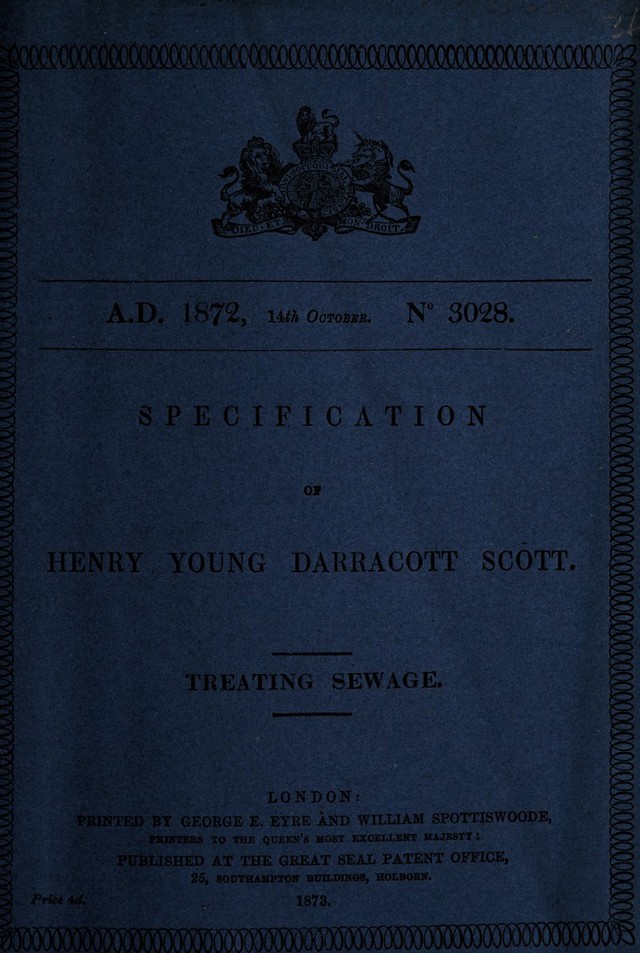 DIEU ET MON DROIT.
A.D. 1872, 14th OCTOBER. No 3028.
SPECIFICATION
OF
HENRY YOUNG DARRACOTT SCOTT.
TREATING SEWAGE.
LONDON:
PRINTED BY GEORGE E. EYRE AND WILLIAM SPOTTISWOODE,
PRINTERS TO THE QUEEN'S MOST EXCELLENT MAJESTY:
PUBLISHED AT THE GREAT SEAL PATENT OFFICE,
25, SOUTHAMPTON BUILDINGS, HOLBORN.
Price 4d. 1873.